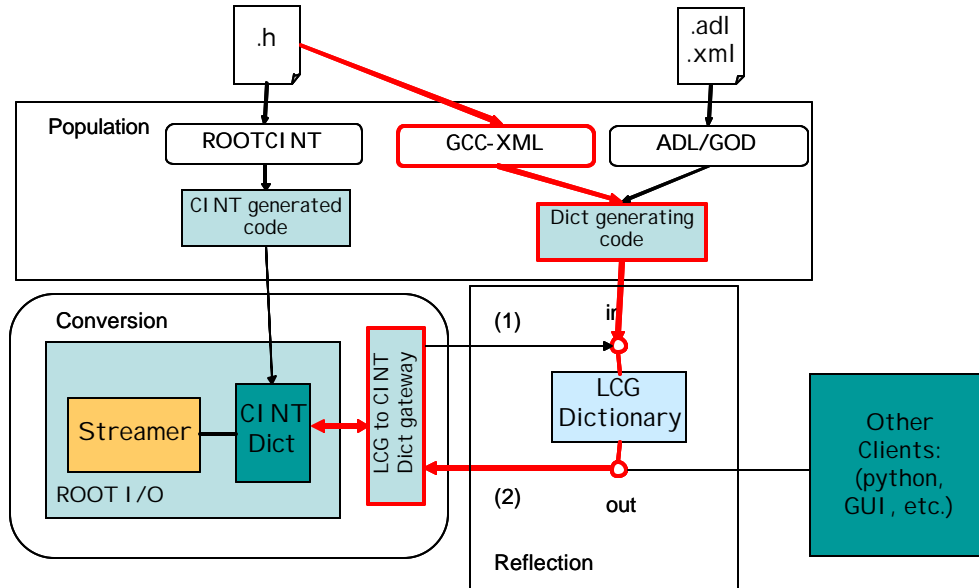 .h
.adl
.xml
Population
ROOTCINT
GCC-XML
ADL/GOD
CINT generated
code
Dict generating
code
Conversion
(1)
in
LCG to CINT
Dict gateway
LCG
Dictionary
CINT
Dict
Streamer
ROOT I/O
Other
Clients:
(python,
GUI, etc.)
(2)
out
Reflection